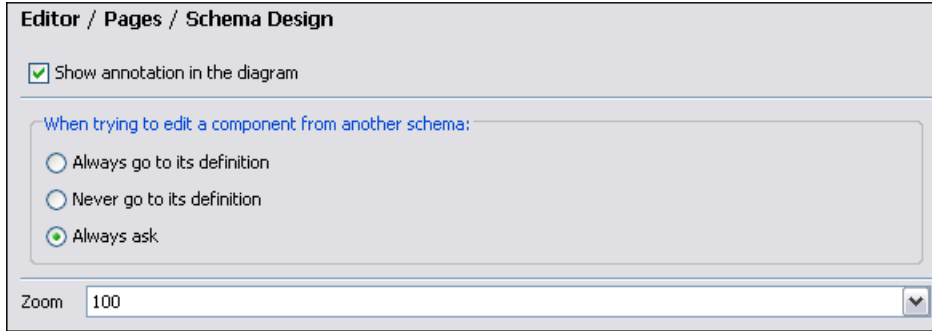 Editor / Pages / Schema Design
Show annotation in the diagram
When trying to edit a component from another schema:
Always go to its definition
Never go to its definition
Always ask
Zoom 100